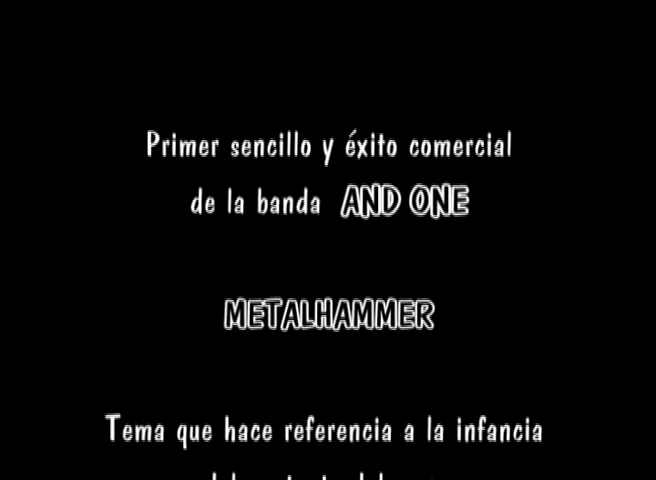 Primer sencillo y éxito comercial
de la banda AND ONE
METALHAMMER
Tema que hace referencia a la infancia